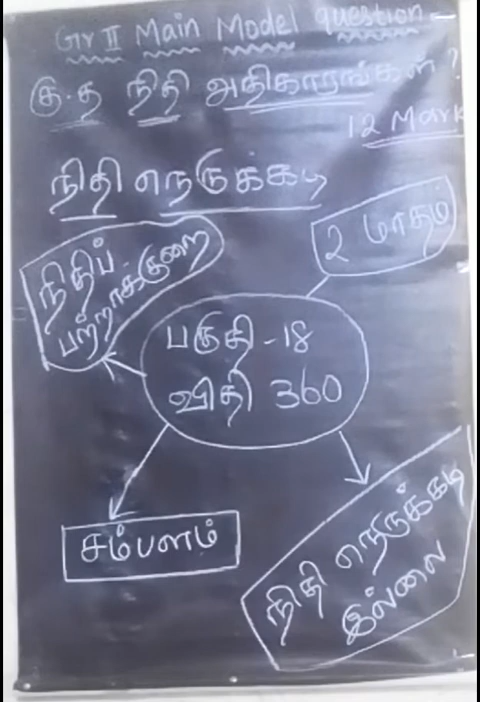 Gr II Main Model question
கு.த நிதி அதிகாரங்கள் ?
12 Mark
நிதி நெருக்கடி
2 மாதம்
நிதிப்
பற்றாக்குறை
பகுதி - 18
விதி 360
சம்பளம்
நிதி நெருக்கடி
இல்லை